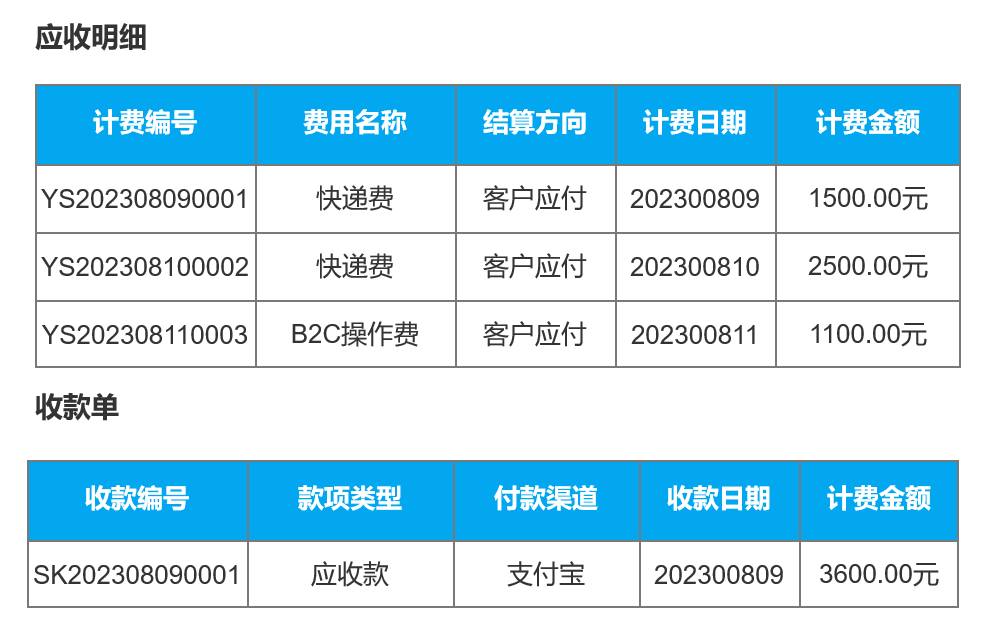 应收明细
计费编号 费用名称 结算方向 计费日期 计费金额
YS202308090001 快递费 客户应付 202300809 1500.00元
YS202308100002 快递费 客户应付 202300810 2500.00元
YS202308110003 B2C操作费 客户应付 202300811 1100.00元
收款单
收款编号 款项类型 付款渠道 收款日期 计费金额
SK202308090001 应收款 支付宝 202300809 3600.00元